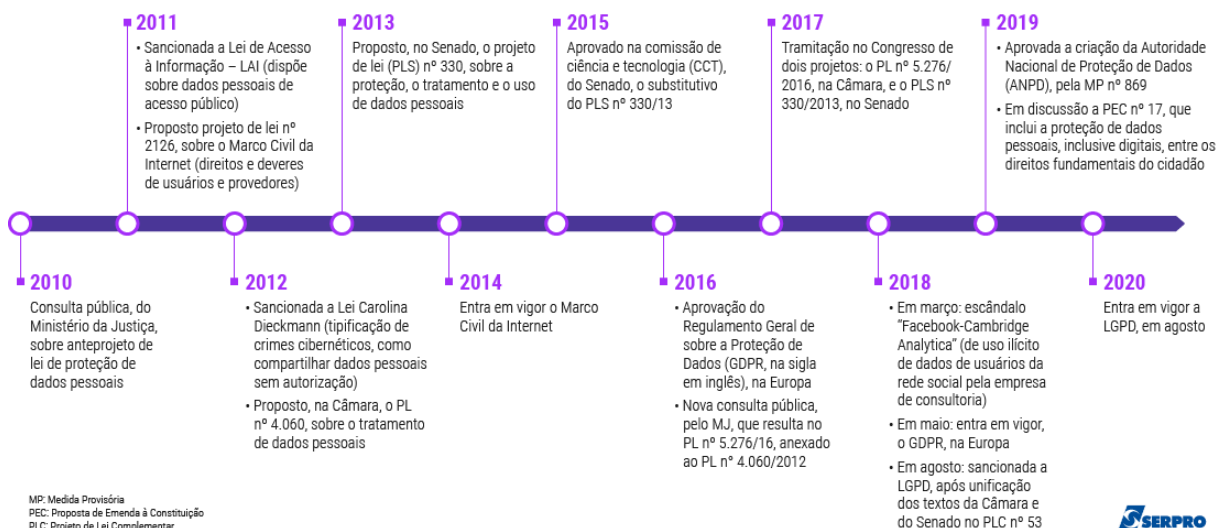 2011
• Sancionada a Lei de Acesso
à Informação – LAI (dispõe
sobre dados pessoais de
acesso público)
• Proposto projeto de lei nº
2126, sobre o Marco Civil da
Internet (direitos e deveres
de usuários e provedores)
2013
Proposto, no Senado, o projeto
de lei (PLS) nº 330, sobre a
proteção, o tratamento e o uso
de dados pessoais
2015
Aprovado na comissão de
ciência e tecnologia (CCT),
do Senado, o substitutivo
do PLS nº 330/13
2017
Tramitação no Congresso de
dois projetos: o PL nº 5.276/
2016, na Câmara, e o PLS nº
330/2013, no Senado
2019
• Aprovada a criação da Autoridade
Nacional de Proteção de Dados
(ANPD), pela MP nº 869
• Em discussão a PEC nº 17, que
inclui a proteção de dados
pessoais, inclusive digitais, entre os
direitos fundamentais do cidadão
2010
Consulta pública, do
Ministério da Justiça,
sobre anteprojeto de
lei de proteção de
dados pessoais
2012
• Sancionada a Lei Carolina
Dieckmann (tipificação de
crimes cibernéticos, como
compartilhar dados pessoais
sem autorização)
• Proposto, na Câmara, o PL
nº 4.060, sobre o tratamento
de dados pessoais
2014
Entra em vigor o Marco
Civil da Internet
2016
• Aprovação do
Regulamento Geral de
sobre a Proteção de
Dados (GDPR, na sigla
em inglês), na Europa
• Nova consulta pública,
pelo MJ, que resulta no
PL nº 5.276/16, anexado
ao PL nº 4.060/2012
2018
• Em março: escândalo
“Facebook-Cambridge
Analytica” (de uso ilícito
de dados de usuários da
rede social pela empresa
de consultoria)
• Em maio: entra em vigor,
o GDPR, na Europa
• Em agosto: sancionada a
LGPD, após unificação
dos textos da Câmara e
do Senado no PLC nº 53
2020
Entra em vigor a
LGPD, em agosto
MP: Medida Provisória
PEC: Proposta de Emenda à Constituição
PLC: Projeto de Lei Complementar
SERPRO